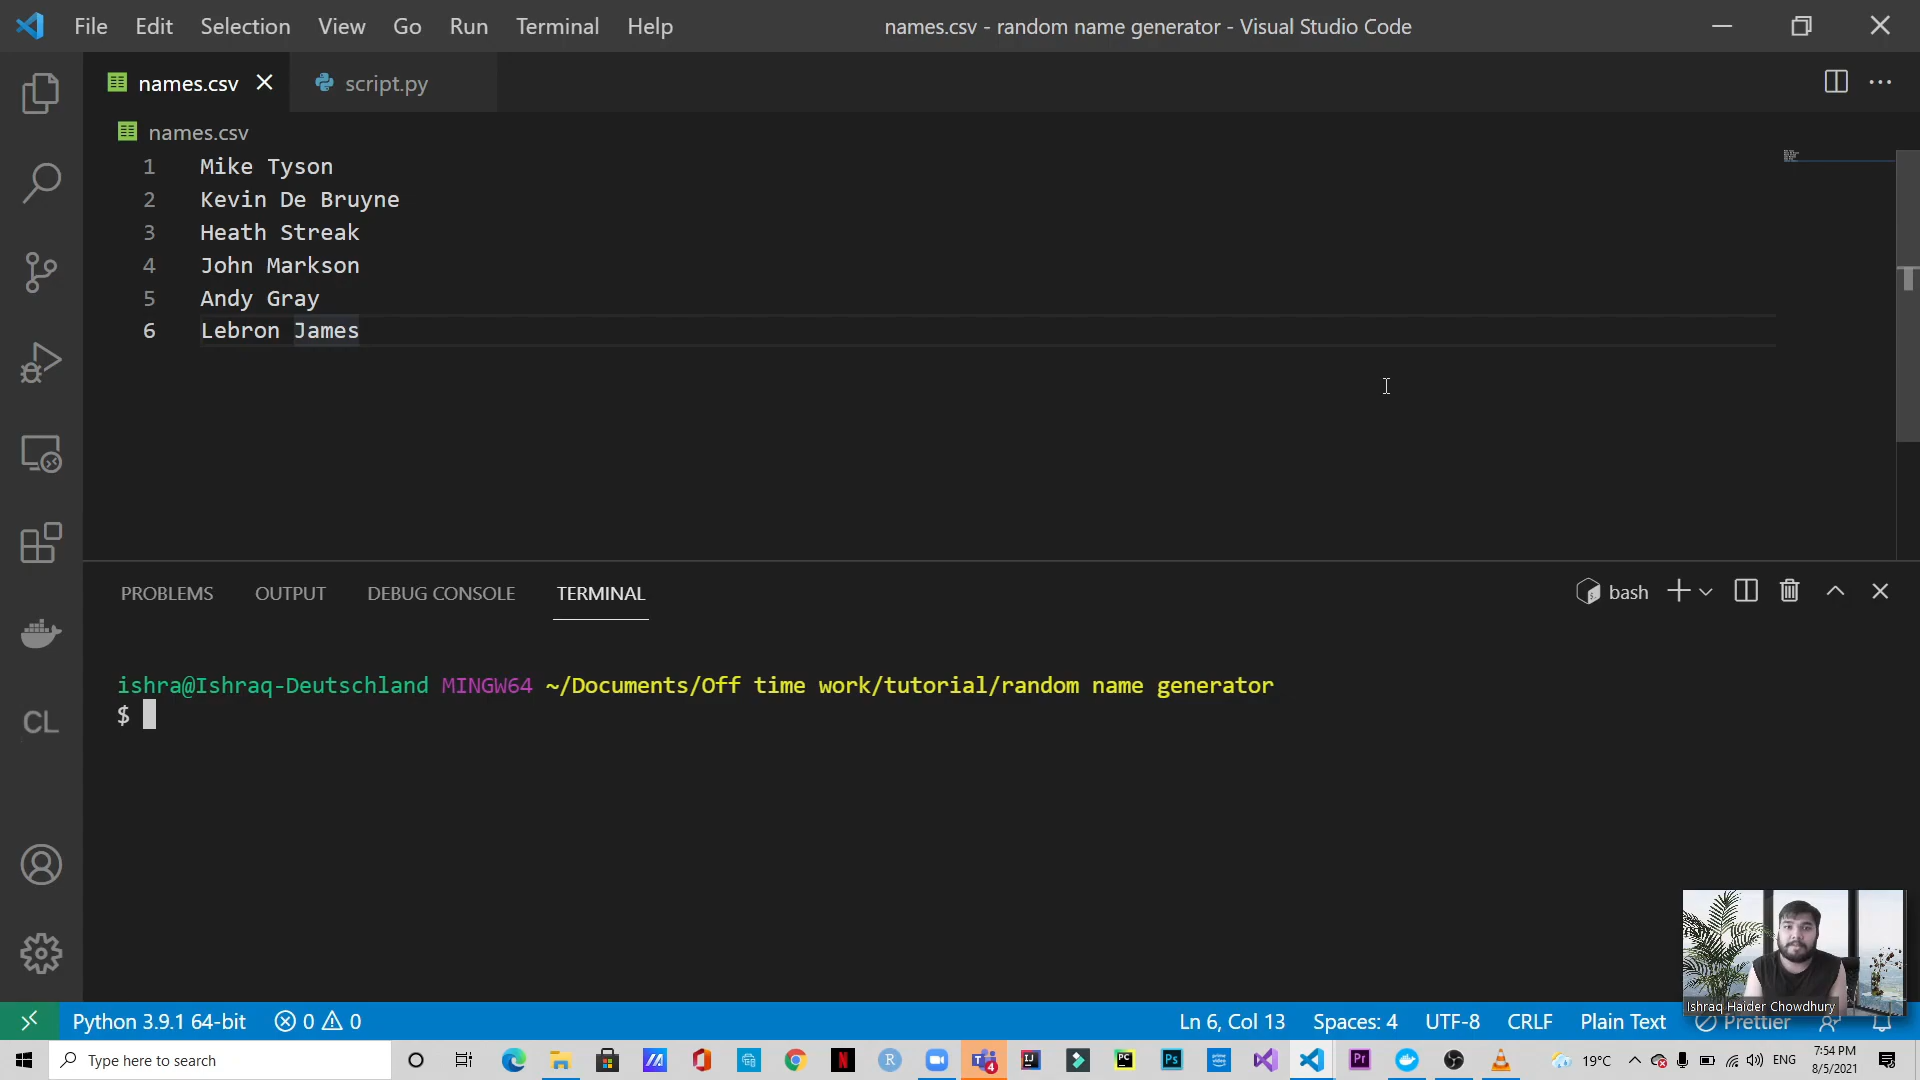 File Edit Selection View Go Run Terminal Help names.csv - random name generator - Visual Studio Code
names.csv script.py
names.csv
1 Mike Tyson
2 Kevin De Bruyne
3 Heath Streak
4 John Markson
5 Andy Gray
6 Lebron James
CL
PROBLEMS OUTPUT DEBUG CONSOLE TERMINAL bash
ishra@Ishraq-Deutschland MINGW64 ~/Documents/Off time work/tutorial/random name generator
$
Ishraq Haider Chowdhury
Python 3.9.1 64-bit 0 0 Ln 6, Col 13 Spaces: 4 UTF-8 CRLF Plain Text Prettier
Type here to search 4 19°C ENG 7:54 PM
8/5/2021